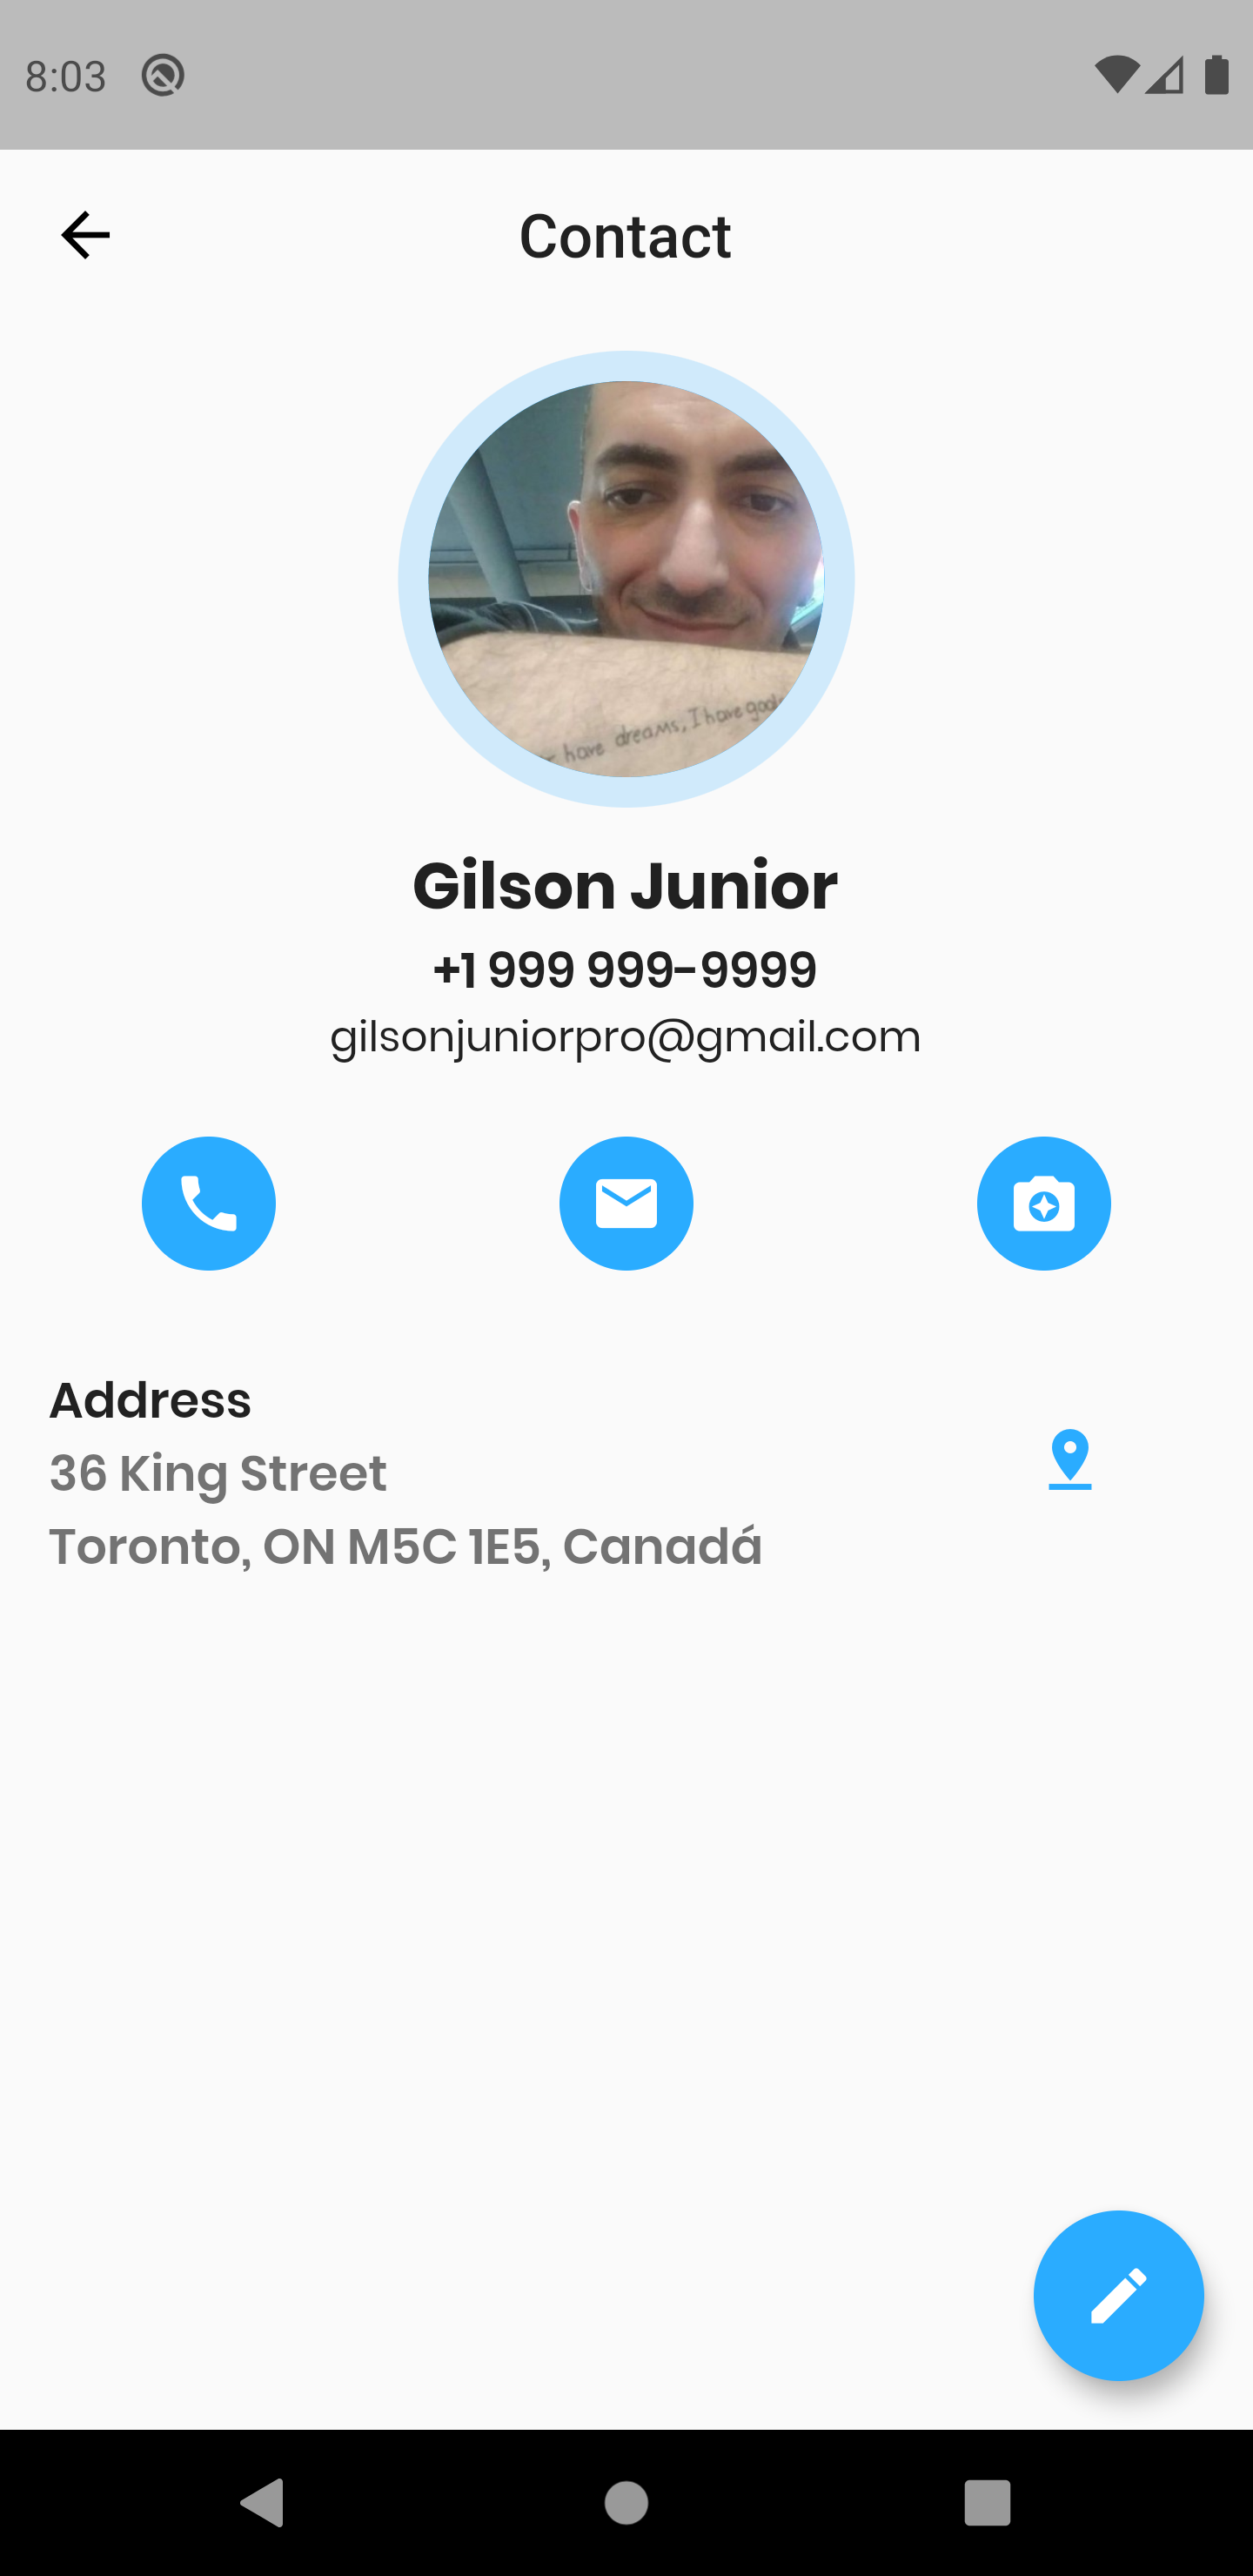 8:03
Contact
have dreams, I have goals
Gilson Junior
+1 999 999-9999
gilsonjuniorpro@gmail.com
Address
36 King Street
Toronto, ON M5C 1E5, Canadá